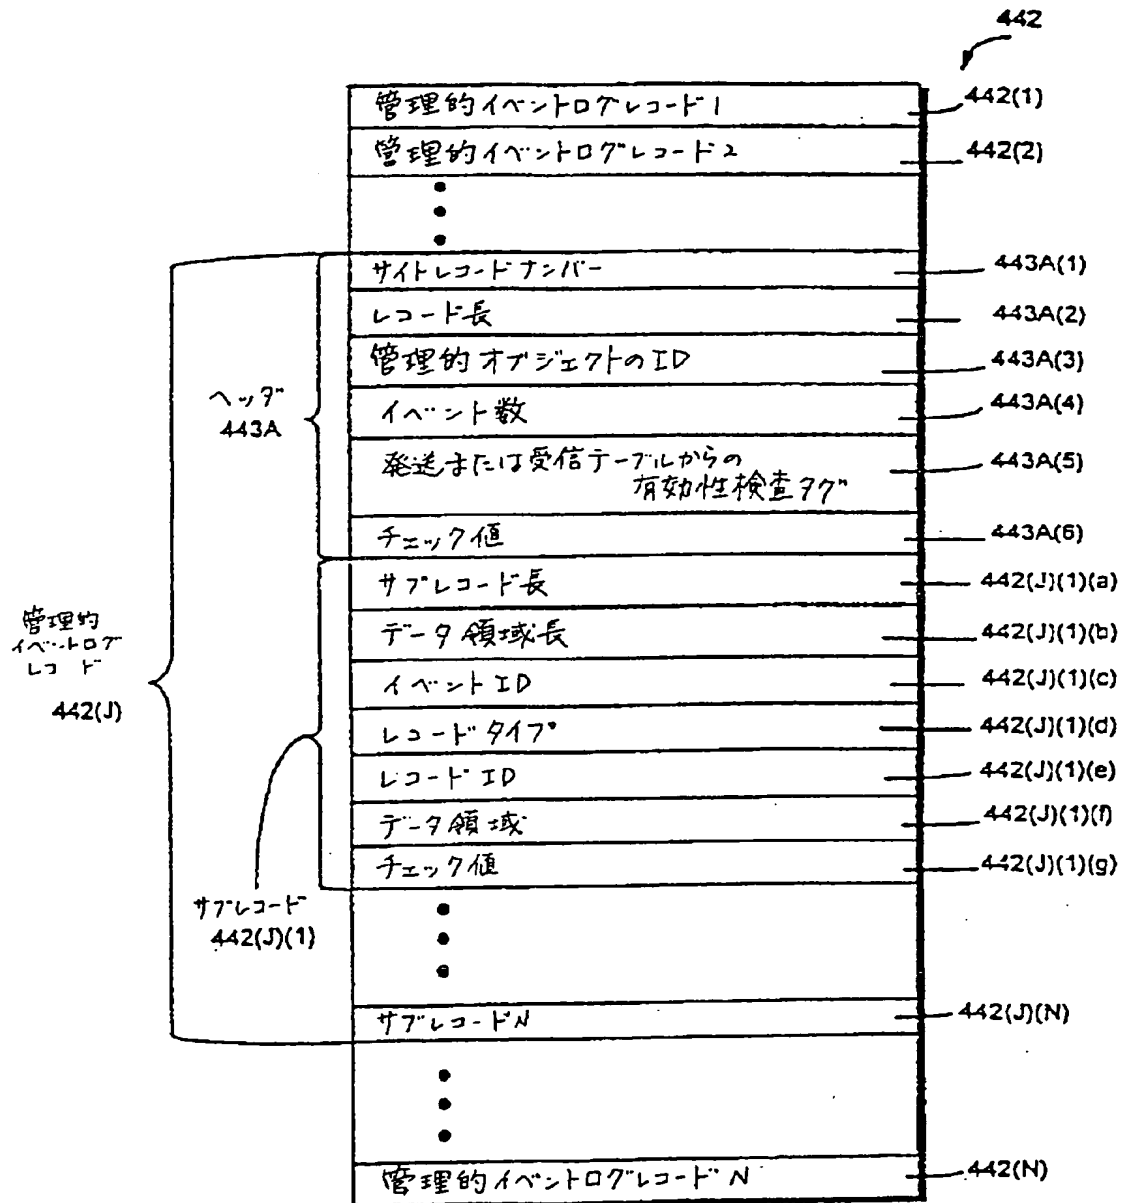 442
管理的イベントログレコード 1
442(1)
管理的イベントログレコード 2
442(2)
サイトレコードナンバー
443A(1)
レコード長
443A(2)
管理的オブジェクトのID
443A(3)
ヘッダ
443A
イベント数
443A(4)
発送または受信テーブルからの
有効性検査タグ
443A(5)
チェック値
443A(6)
サブレコード長
442(J)(1)(a)
管理的
イベントログ
レコード
442(J)
データ領域長
442(J)(1)(b)
イベントID
442(J)(1)(c)
レコードタイプ
442(J)(1)(d)
レコードID
442(J)(1)(e)
データ領域
442(J)(1)(f)
チェック値
442(J)(1)(g)
サブレコード
442(J)(1)
サブレコードN
442(J)(N)
管理的イベントログレコード N
442(N)